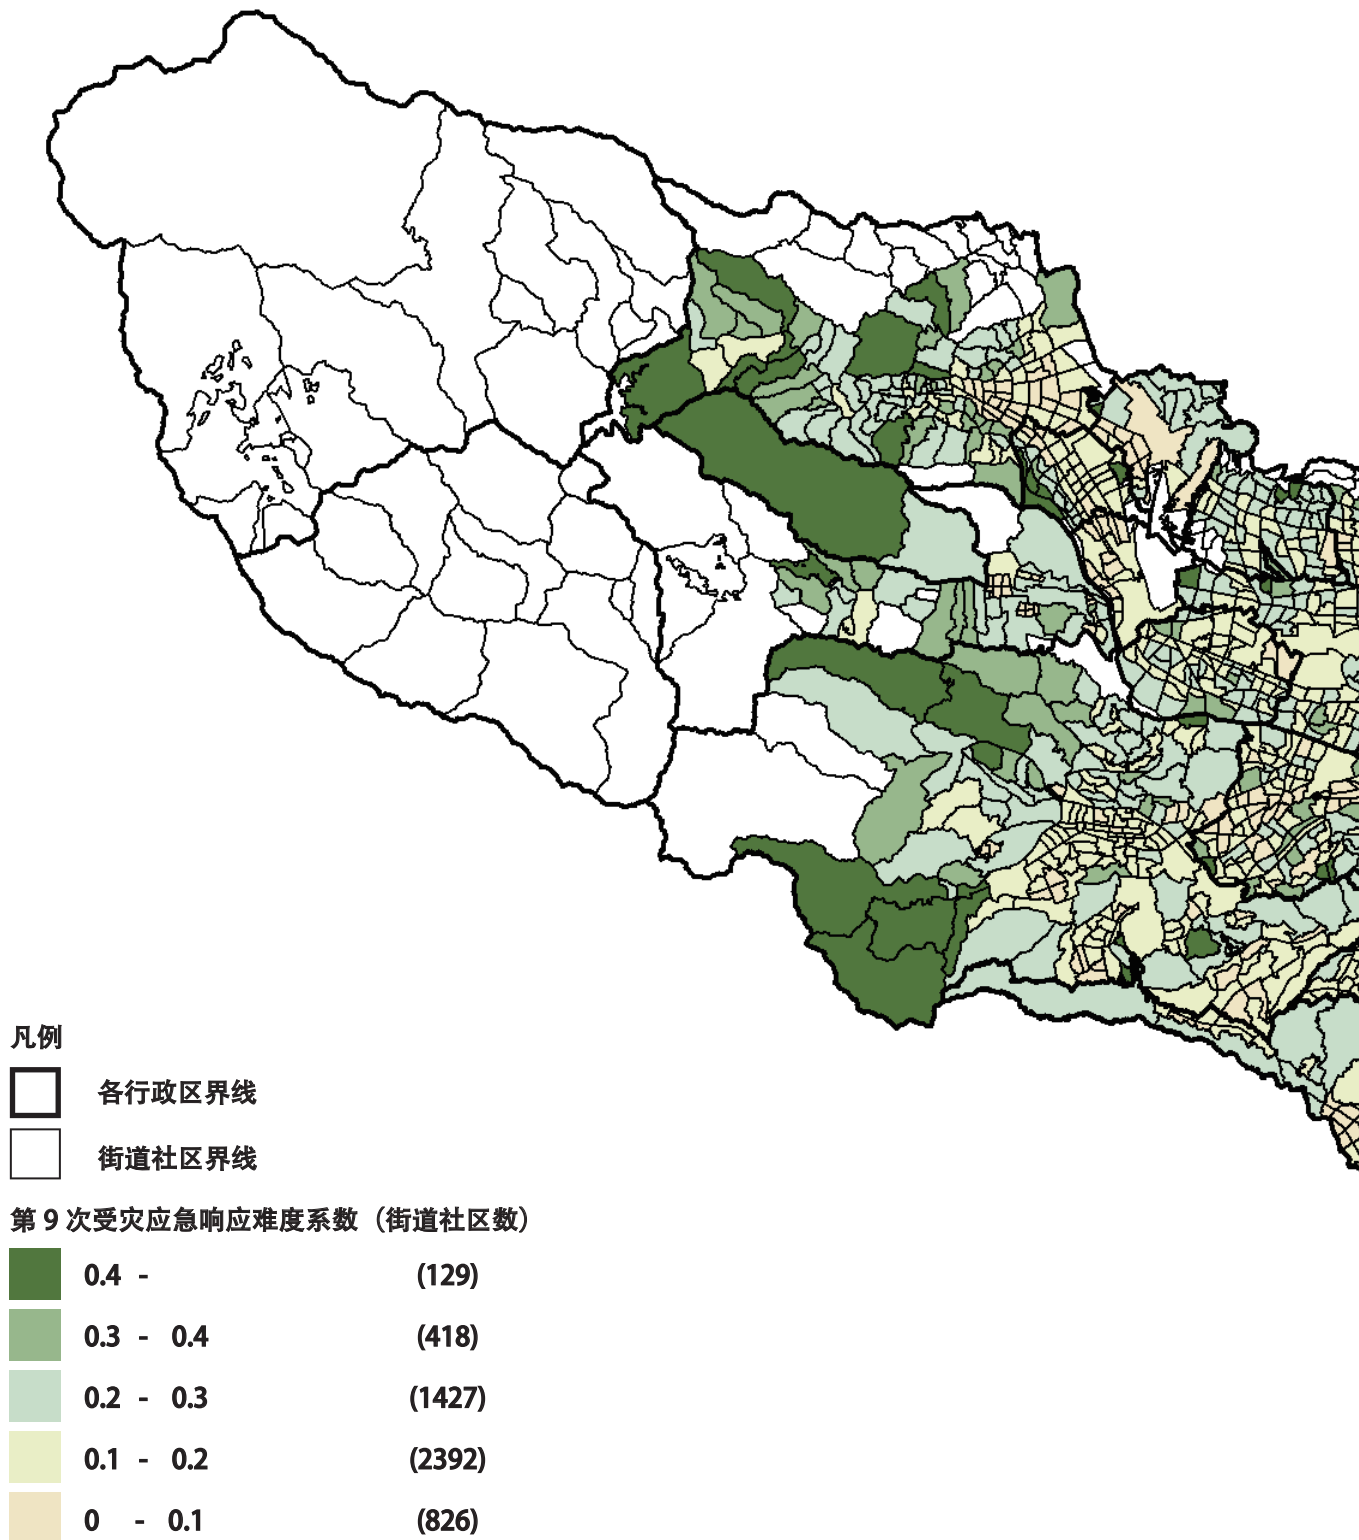 凡例
各行政区界线
街道社区界线
第 9 次受灾应急响应难度系数（街道社区数）
0.4 - (129)
0.3 - 0.4 (418)
0.2 - 0.3 (1427)
0.1 - 0.2 (2392)
0 - 0.1 (826)